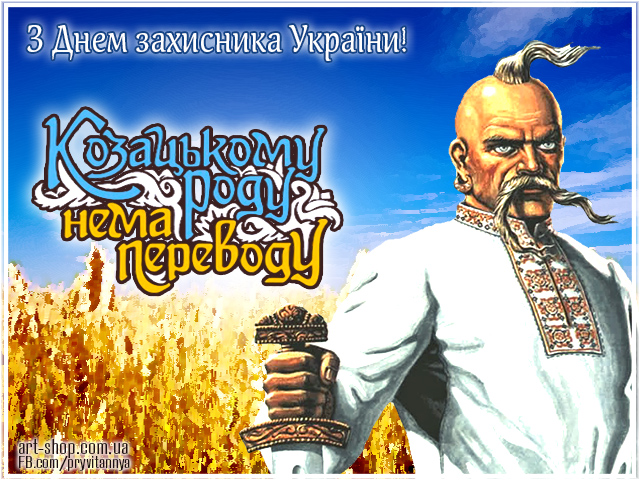 З Днем захисника України!
Козацькому
роду
нема
переводу
art-shop.com.ua
FB.com/pryvitannya